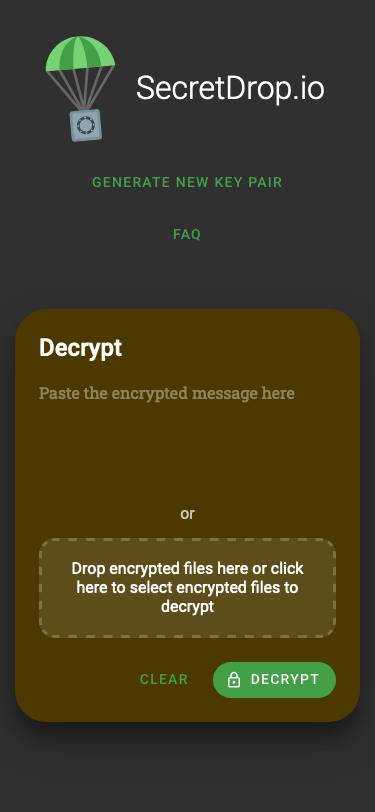 SecretDrop.io
GENERATE NEW KEY PAIR
FAQ
Decrypt
Paste the encrypted message here
or
Drop encrypted files here or click
here to select encrypted files to
decrypt
CLEAR
DECRYPT